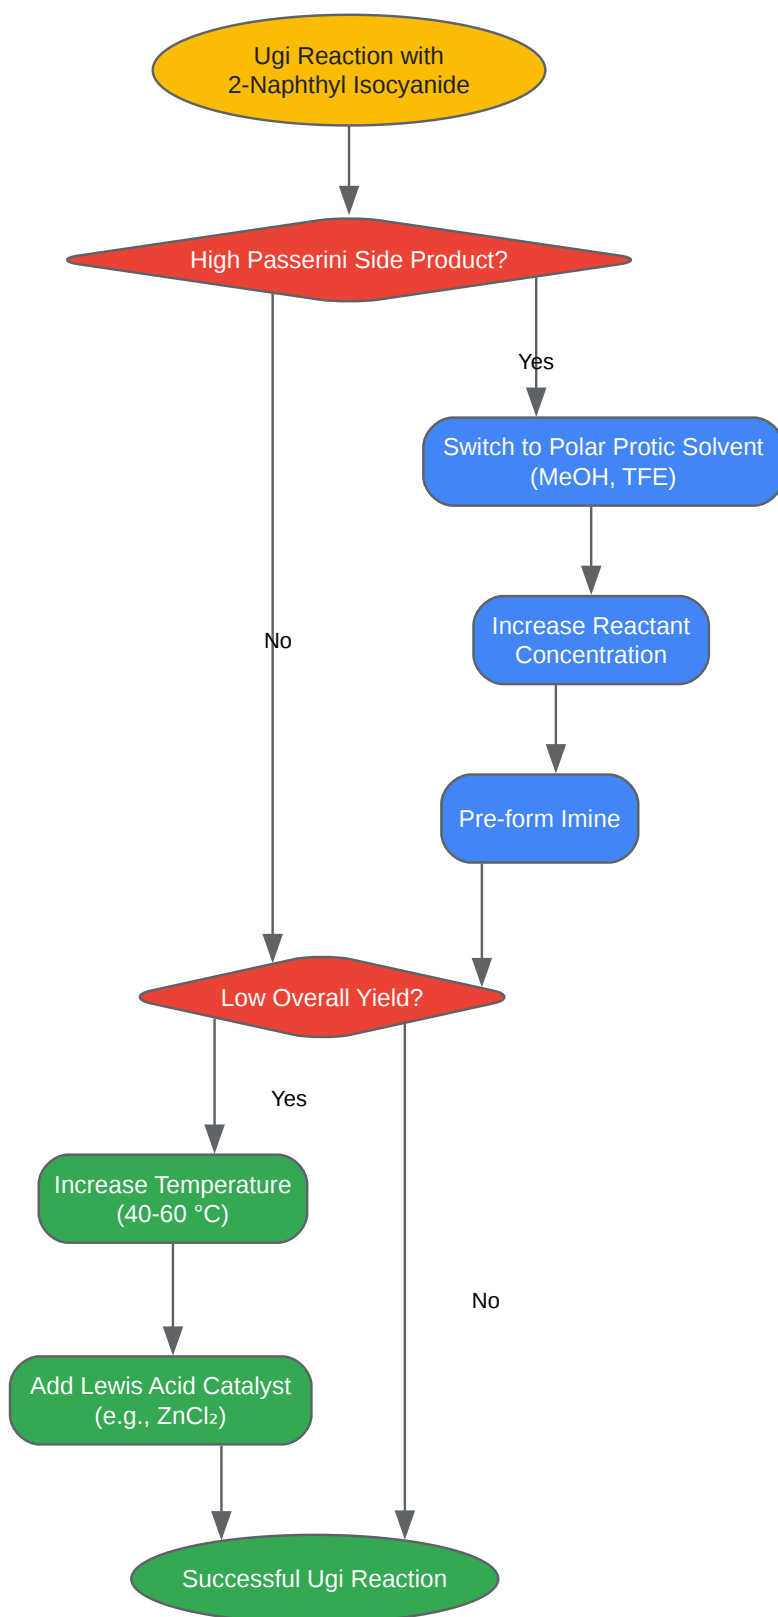 Ugi Reaction with
2-Naphthyl Isocyanide
High Passerini Side Product?
Yes
Switch to Polar Protic Solvent
(MeOH, TFE)
Increase Reactant
Concentration
No
Pre-form Imine
Low Overall Yield?
Yes
Increase Temperature
(40-60 °C)
No
Add Lewis Acid Catalyst
(e.g., ZnCl₂)
Successful Ugi Reaction